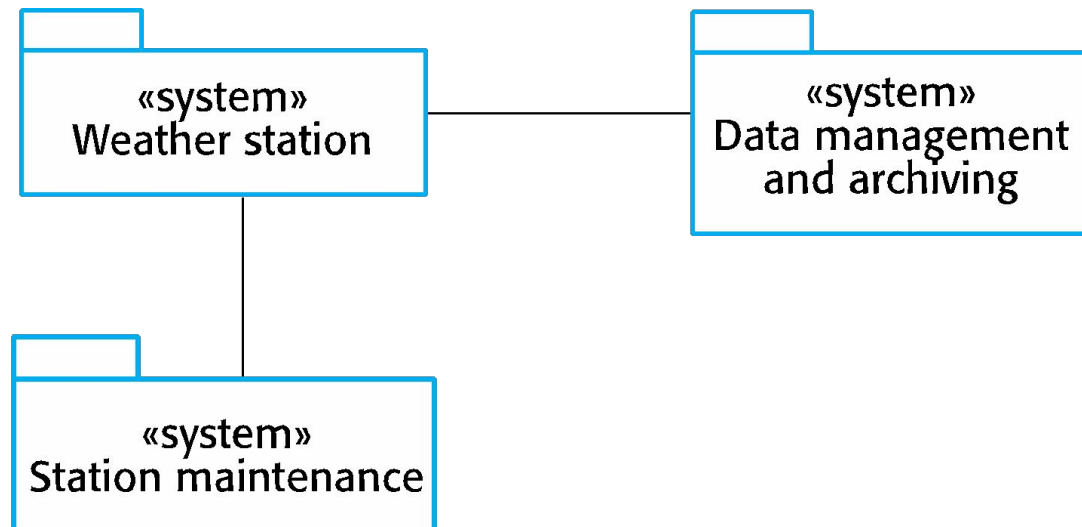 «system»
Weather station
«system»
Data management
and archiving
«system»
Station maintenance